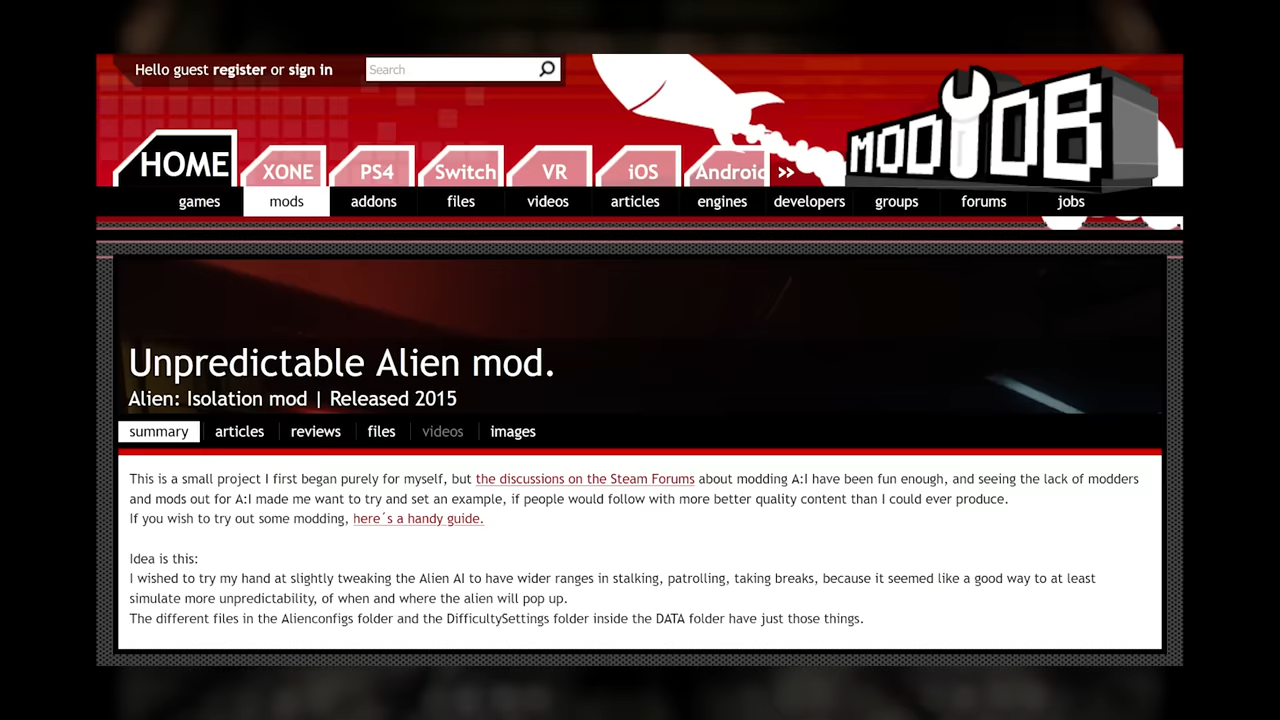 Hello guest register or sign in
Search
MODDB
HOME
XONE
PS4
Switch
VR
iOS
Android
»
games
mods
addons
files
videos
articles
engines
developers
groups
forums
jobs
Unpredictable Alien mod.
Alien: Isolation mod | Released 2015
summary
articles
reviews
files
videos
images
This is a small project I first began purely for myself, but the discussions on the Steam Forums about modding A:I have been fun enough, and seeing the lack of modders
and mods out for A:I made me want to try and set an example, if people would follow with more better quality content than I could ever produce.
If you wish to try out some modding, here´s a handy guide.
Idea is this:
I wished to try my hand at slightly tweaking the Alien AI to have wider ranges in stalking, patrolling, taking breaks, because it seemed like a good way to at least
simulate more unpredictability, of when and where the alien will pop up.
The different files in the Alienconfigs folder and the DifficultySettings folder inside the DATA folder have just those things.